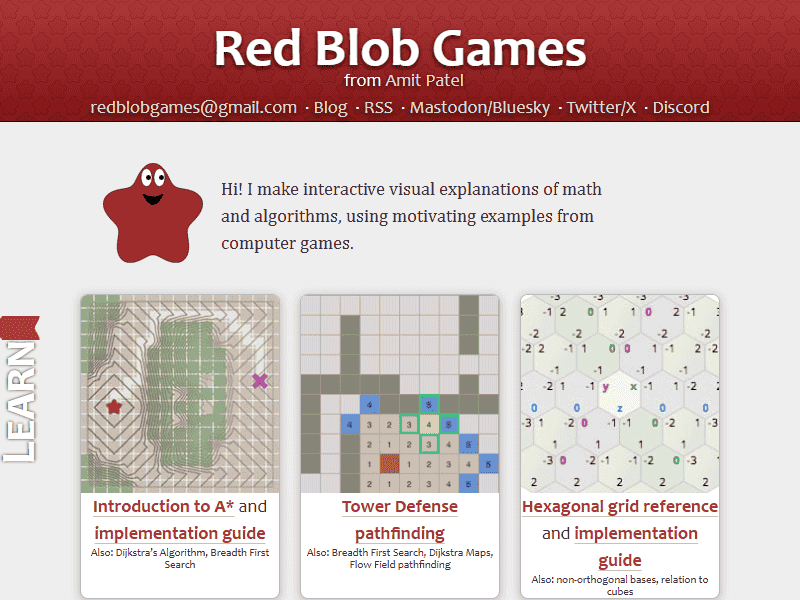 Red Blob Games
from Amit Patel
redblobgames@gmail.com · Blog · RSS · Mastodon/Bluesky · Twitter/X · Discord
Hi! I make interactive visual explanations of math
and algorithms, using motivating examples from
computer games.
LEARN
Introduction to A* and
implementation guide
Also: Dijkstra's Algorithm, Breadth First
Search
Tower Defense
pathfinding
Also: Breadth First Search, Dijkstra Maps,
Flow Field pathfinding
Hexagonal grid reference
and implementation
guide
Also: non-orthogonal bases, relation to
cubes